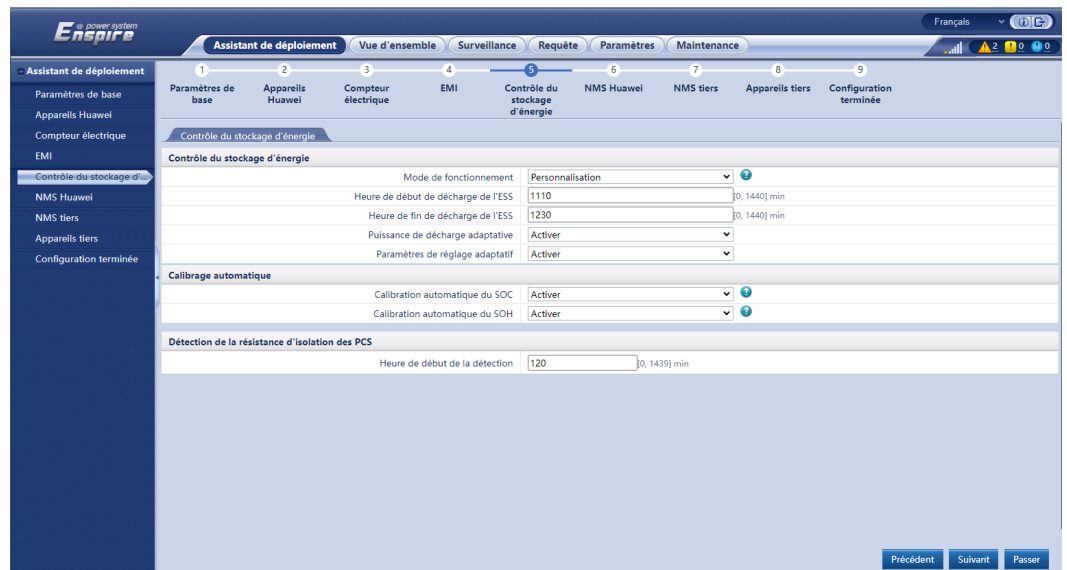 Enspire e power system
Français
Assistant de déploiement Vue d'ensemble Surveillance Requête Paramètres Maintenance
2 0 0
Assistant de déploiement
Paramètres de base
Appareils Huawei
Compteur électrique
EMI
Contrôle du stockage d'...
NMS Huawei
NMS tiers
Appareils tiers
Configuration terminée
1 2 3 4 5 6 7 8 9
Paramètres de base
Appareils Huawei
Compteur électrique
EMI
Contrôle du stockage d'énergie
NMS Huawei
NMS tiers
Appareils tiers
Configuration terminée
Contrôle du stockage d'énergie
Contrôle du stockage d'énergie
Mode de fonctionnement Personnalisation ?
Heure de début de décharge de l'ESS 1110 [0, 1440] min
Heure de fin de décharge de l'ESS 1230 [0, 1440] min
Puissance de décharge adaptative Activer
Paramètres de réglage adaptatif Activer
Calibrage automatique
Calibration automatique du SOC Activer ?
Calibration automatique du SOH Activer ?
Détection de la résistance d'isolation des PCS
Heure de début de la détection 120 [0, 1439] min
Précédent Suivant Passer